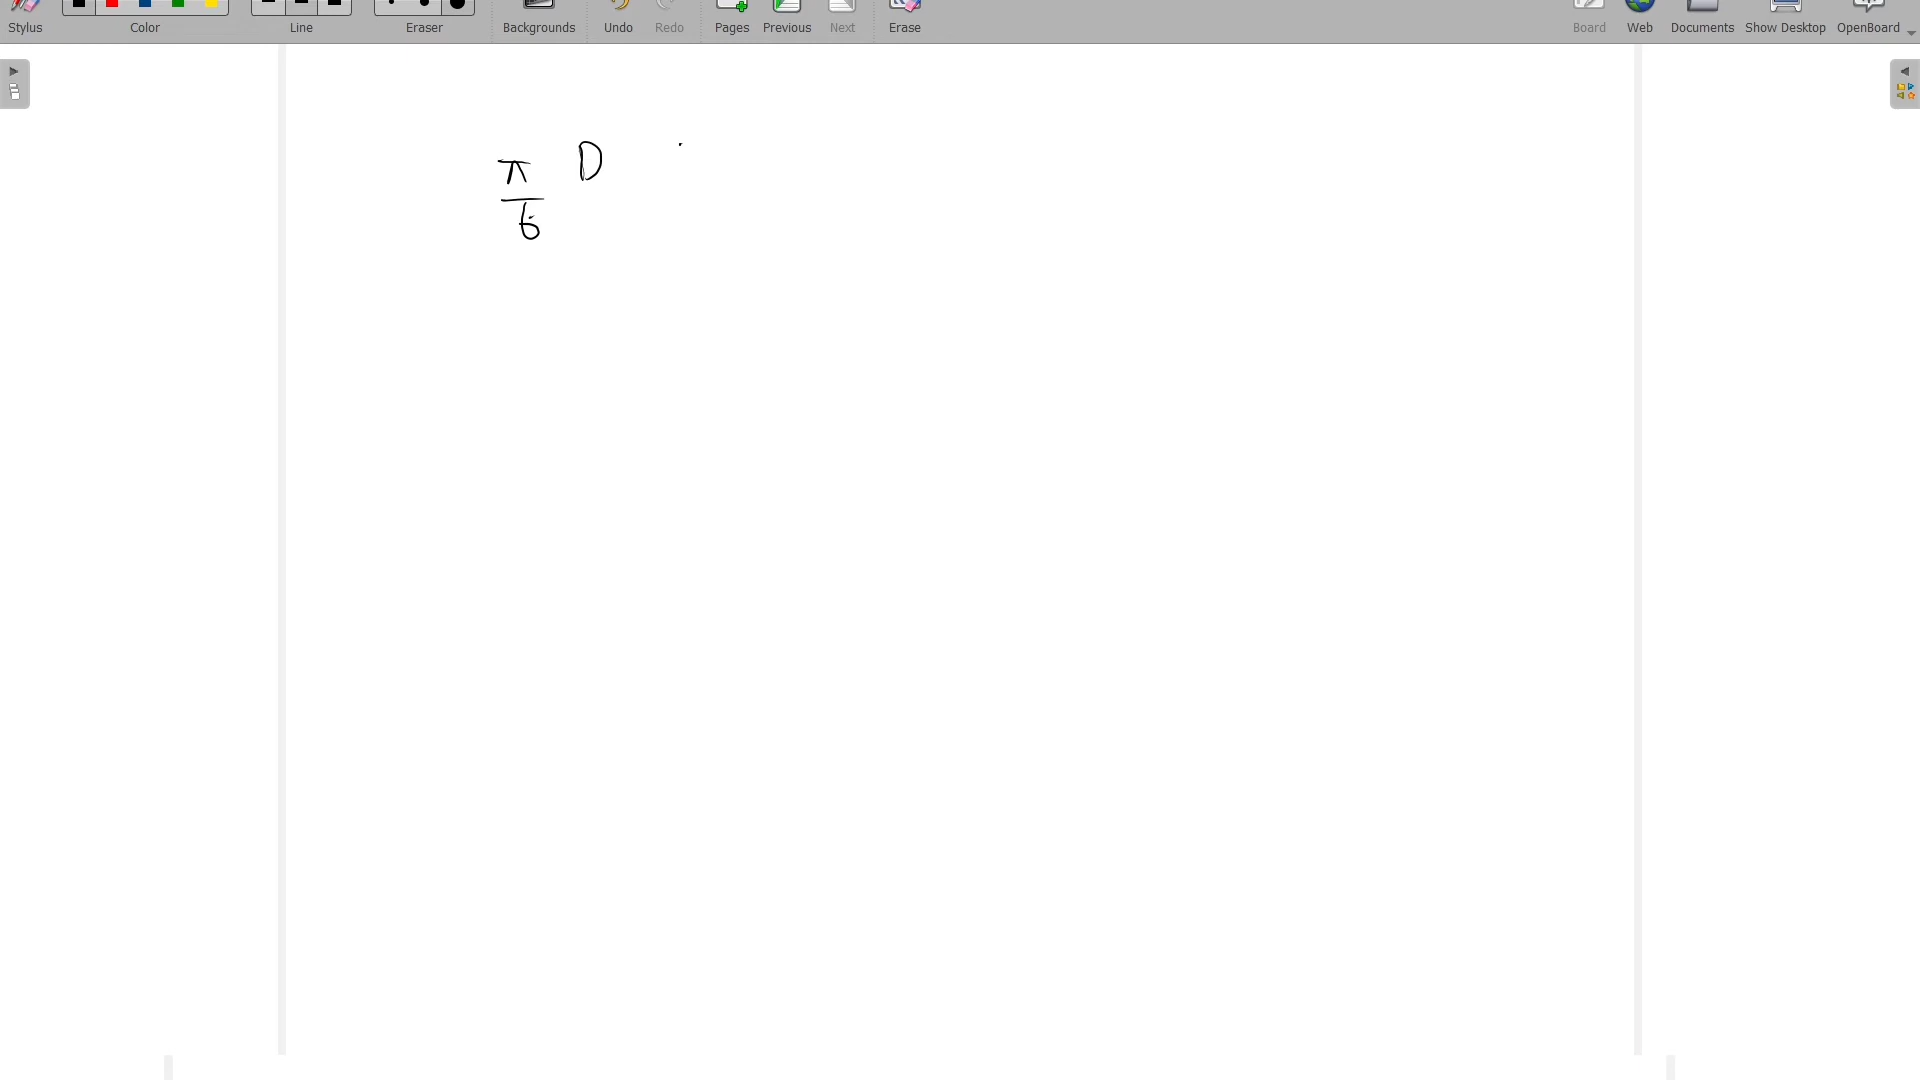 Stylus Color Line Eraser Backgrounds Undo Redo Pages Previous Next Erase Board Web Documents Show Desktop OpenBoard
π/6 D